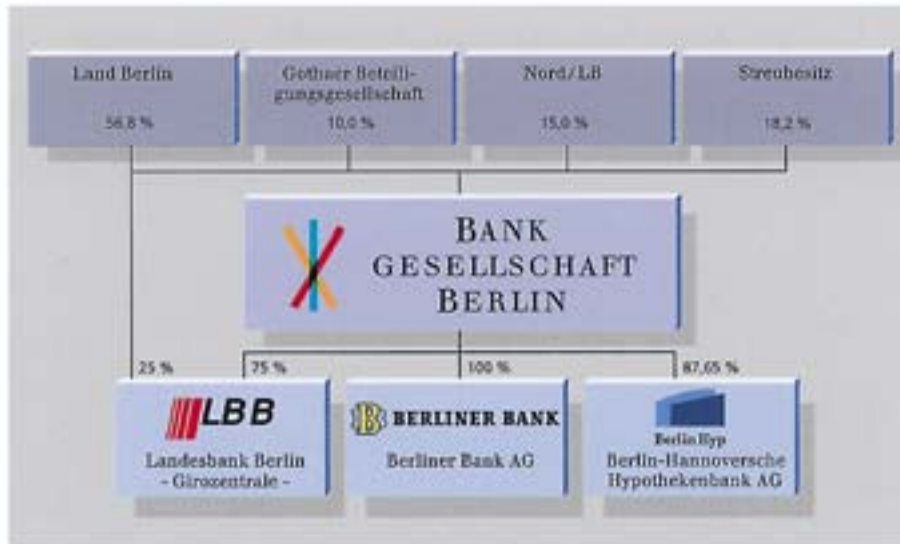 Land Berlin
56,8 %
Gothaer Beteili-
gungsgesellschaft
10,0 %
Nord/LB
15,0 %
Streubesitz
18,2 %
BANK
GESELLSCHAFT
BERLIN
25 %
75 %
100 %
87,65 %
LBB
Landesbank Berlin
- Girozentrale -
B BERLINER BANK
Berliner Bank AG
Berlin Hyp
Berlin-Hannoversche
Hypothekenbank AG